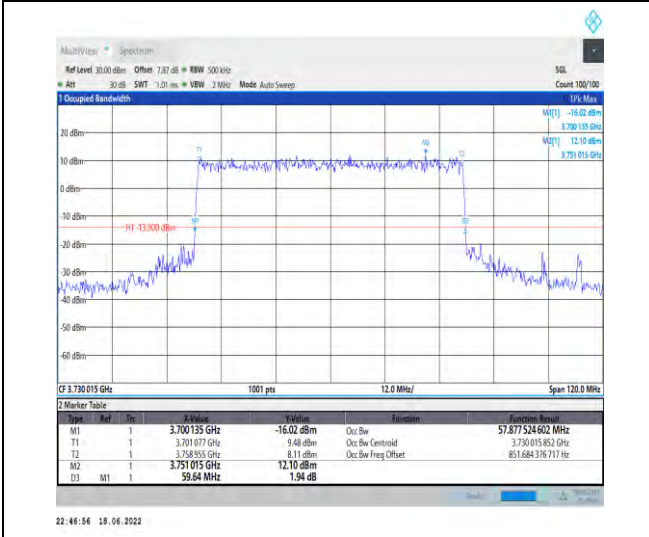 MultiView Spectrum
Ref Level 30.00 dBm Offset 7.87 dB RBW 500 kHz SGL
Att 30 dB SWT 1.01 ms VBW 2 MHz Mode Auto Sweep Count 100/100
1 Occupied Bandwidth 1Pk Max
M1[1] -16.02 dBm
3.700 135 GHz
M2[1] 12.10 dBm
3.751 015 GHz
20 dBm
T1 M2 T2
10 dBm
0 dBm
-10 dBm
M1 D3
H1 -13.000 dBm
-20 dBm
-30 dBm
-40 dBm
-50 dBm
-60 dBm
CF 3.730 015 GHz 1001 pts 12.0 MHz/ Span 120.0 MHz
2 Marker Table
Type Ref Trc X-Value Y-Value Function Function Result
M1 1 3.700135 GHz -16.02 dBm Occ Bw 57.877 524 602 MHz
T1 1 3.701 077 GHz 9.48 dBm Occ Bw Centroid 3.730 015 852 GHz
T2 1 3.758 955 GHz 8.11 dBm Occ Bw Freq Offset 851.684 376 717 Hz
M2 1 3.751 015 GHz 12.10 dBm
D3 M1 1 59.64 MHz 1.94 dB
22:46:56 18.06.2022